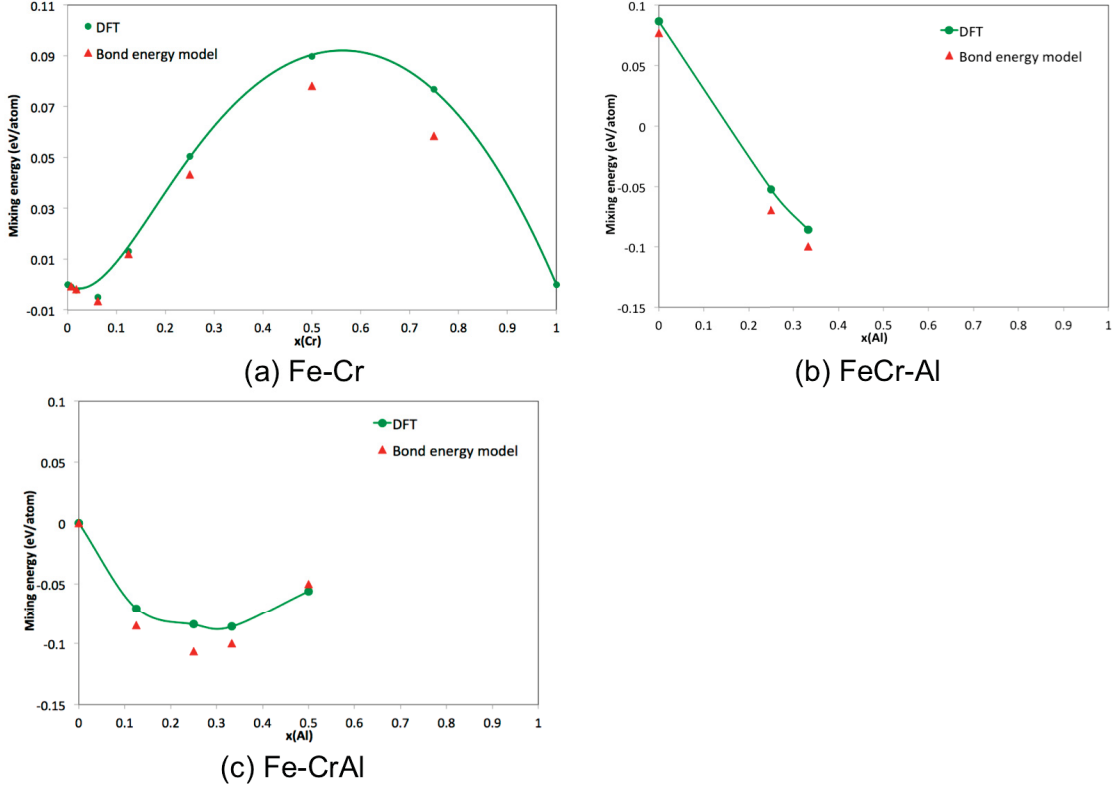 0.11
0.09
0.07
0.05
0.03
0.01
-0.01
Mixing energy (eV/atom)
DFT
Bond energy model
0 0.1 0.2 0.3 0.4 0.5 0.6 0.7 0.8 0.9 1
x(Cr)
(a) Fe-Cr
0.1
0.05
0
-0.05
-0.1
-0.15
Mixing energy (eV/atom)
DFT
Bond energy model
0 0.1 0.2 0.3 0.4 0.5 0.6 0.7 0.8 0.9 1
x(Al)
(b) FeCr-Al
0.1
0.05
0
-0.05
-0.1
-0.15
Mixing energy (eV/atom)
DFT
Bond energy model
0 0.1 0.2 0.3 0.4 0.5 0.6 0.7 0.8 0.9 1
x(Al)
(c) Fe-CrAl